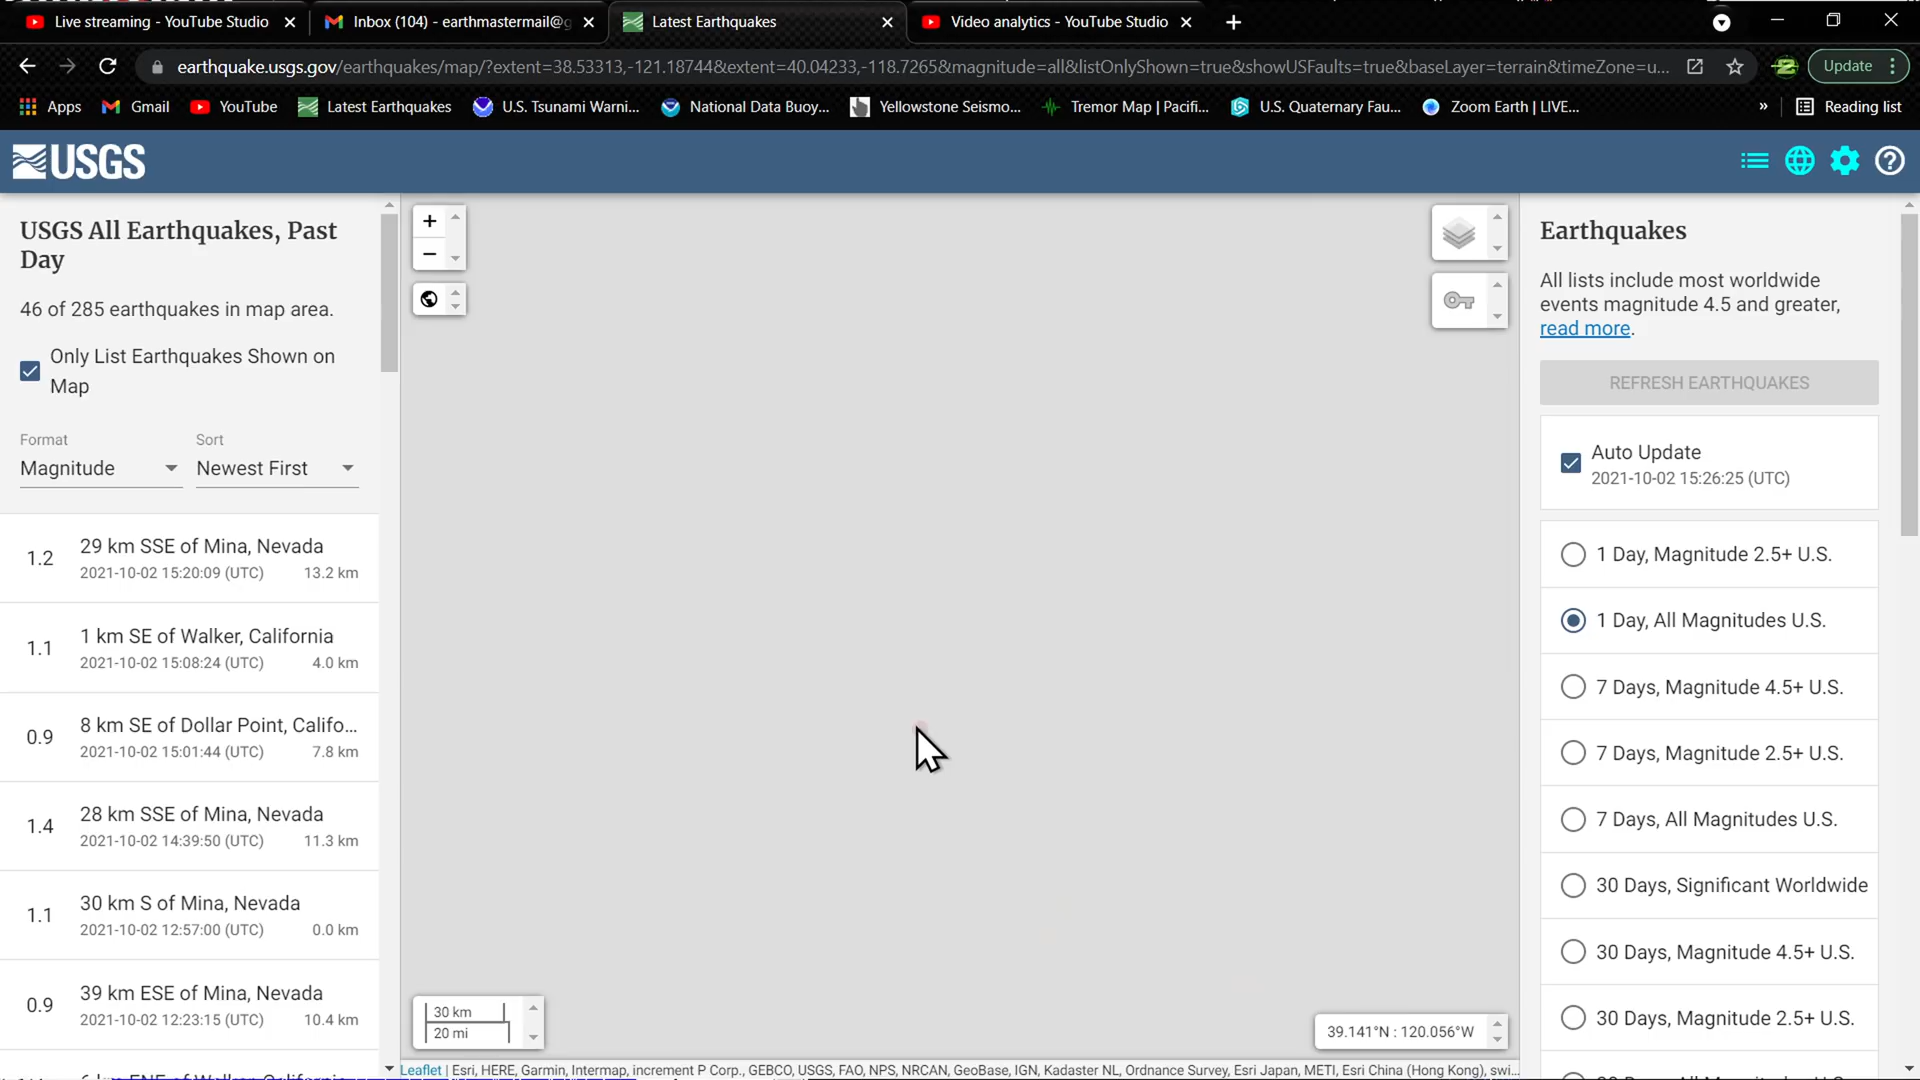 Live streaming - YouTube Studio
Inbox (104) - earthmastermail@g
Latest Earthquakes
Video analytics - YouTube Studio
earthquake.usgs.gov/earthquakes/map/?extent=38.53313,-121.18744&extent=40.04233,-118.7265&magnitude=all&listOnlyShown=true&showUSFaults=true&baseLayer=terrain&timeZone=u...
Update
Apps
Gmail
YouTube
Latest Earthquakes
U.S. Tsunami Warni...
National Data Buoy...
Yellowstone Seismo...
Tremor Map | Pacifi...
U.S. Quaternary Fau...
Zoom Earth | LIVE...
»
Reading list
USGS
USGS All Earthquakes, Past
Day
46 of 285 earthquakes in map area.
Only List Earthquakes Shown on
Map
Format
Sort
Magnitude
Newest First
1.2
29 km SSE of Mina, Nevada
2021-10-02 15:20:09 (UTC)
13.2 km
1.1
1 km SE of Walker, California
2021-10-02 15:08:24 (UTC)
4.0 km
0.9
8 km SE of Dollar Point, Califo...
2021-10-02 15:01:44 (UTC)
7.8 km
1.4
28 km SSE of Mina, Nevada
2021-10-02 14:39:50 (UTC)
11.3 km
1.1
30 km S of Mina, Nevada
2021-10-02 12:57:00 (UTC)
0.0 km
0.9
39 km ESE of Mina, Nevada
2021-10-02 12:23:15 (UTC)
10.4 km
+
−
30 km
20 mi
39.141°N : 120.056°W
Leaflet | Esri, HERE, Garmin, Intermap, increment P Corp., GEBCO, USGS, FAO, NPS, NRCAN, GeoBase, IGN, Kadaster NL, Ordnance Survey, Esri Japan, METI, Esri China (Hong Kong), swi...
Earthquakes
All lists include most worldwide
events magnitude 4.5 and greater,
read more.
REFRESH EARTHQUAKES
Auto Update
2021-10-02 15:26:25 (UTC)
1 Day, Magnitude 2.5+ U.S.
1 Day, All Magnitudes U.S.
7 Days, Magnitude 4.5+ U.S.
7 Days, Magnitude 2.5+ U.S.
7 Days, All Magnitudes U.S.
30 Days, Significant Worldwide
30 Days, Magnitude 4.5+ U.S.
30 Days, Magnitude 2.5+ U.S.